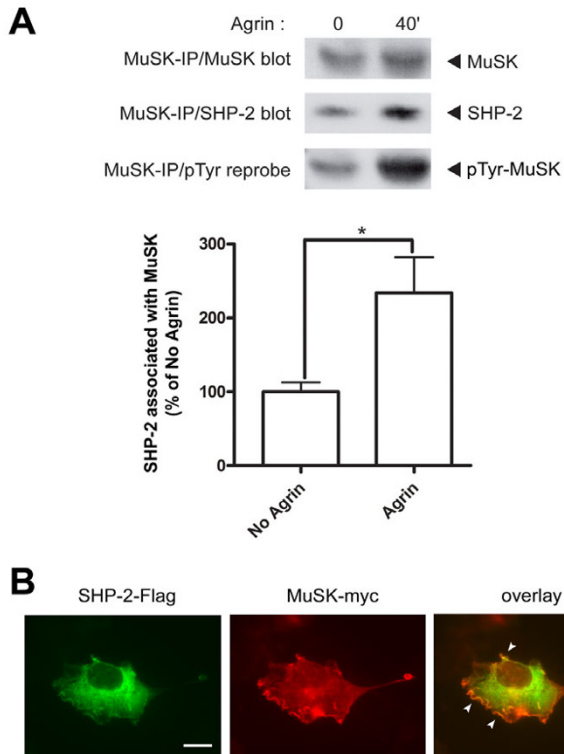 A
Agrin : 0 40'
MuSK-IP/MuSK blot ◄ MuSK
MuSK-IP/SHP-2 blot ◄ SHP-2
MuSK-IP/pTyr reprobe ◄ pTyr-MuSK
SHP-2 associated with MuSK
(% of No Agrin)
300
200
100
0
*
No Agrin
Agrin
B
SHP-2-Flag MuSK-myc overlay